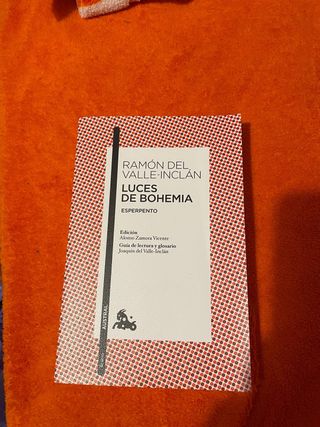 RAMÓN DEL
VALLE-INCLÁN
LUCES
DE BOHEMIA
ESPERPENTO
Edición
Alonso Zamora Vicente
Guía de lectura y glosario
Joaquín del Valle-Inclán
AUSTRAL